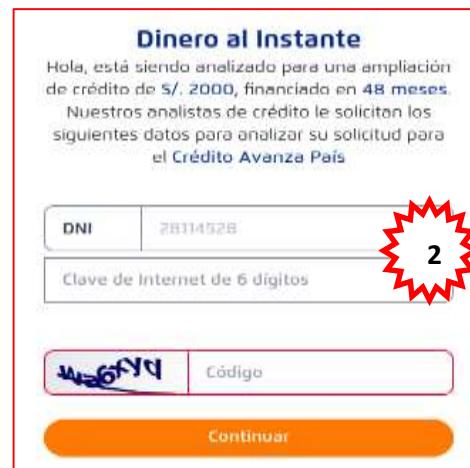 Dinero al Instante
Hola, está siendo analizado para una ampliación
de crédito de S/. 2000, financiado en 48 meses.
Nuestros analistas de crédito le solicitan los
siguientes datos para analizar su solicitud para
el Crédito Avanza País
DNI 28114528
2
Clave de Internet de 6 dígitos
Código
Continuar